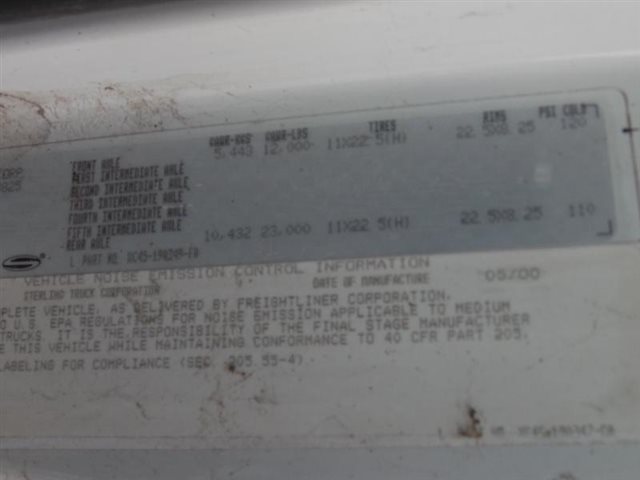 GAWR-KGS GAWR-LBS TIRES RIMS PSI COLD
CORP. FRONT AXLE 5,443 12,000 11X22.5(H) 22.5X8.25 120
FIRST INTERMEDIATE AXLE
SECOND INTERMEDIATE AXLE
THIRD INTERMEDIATE AXLE
FOURTH INTERMEDIATE AXLE
FIFTH INTERMEDIATE AXLE
REAR AXLE 10,432 23,000 11X22.5(H) 22.5X8.25 110
PART NO.
VEHICLE NOISE EMISSION CONTROL INFORMATION
STERLING TRUCK CORPORATION DATE OF MANUFACTURE 05/00
PLETE VEHICLE, AS DELIVERED BY FREIGHTLINER CORPORATION.
U.S. EPA REGULATIONS FOR NOISE EMISSION APPLICABLE TO MEDIUM
TRUCKS. IT IS THE RESPONSIBILITY OF THE FINAL STAGE MANUFACTURER
THIS VEHICLE WHILE MAINTAINING CONFORMANCE TO 40 CFR PART 205.
LABELING FOR COMPLIANCE (SEC. 205.55-4)